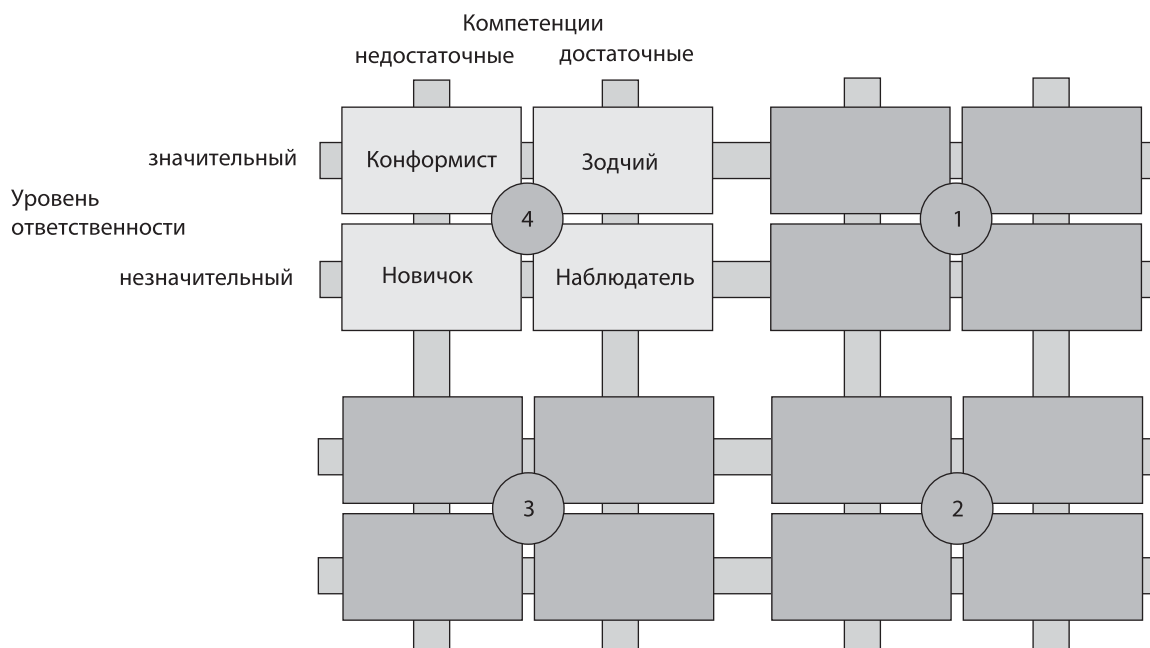 Компетенции
недостаточные
достаточные
значительный
Конформист
Зодчий
Уровень
ответственности
4
1
незначительный
Новичок
Наблюдатель
3
2